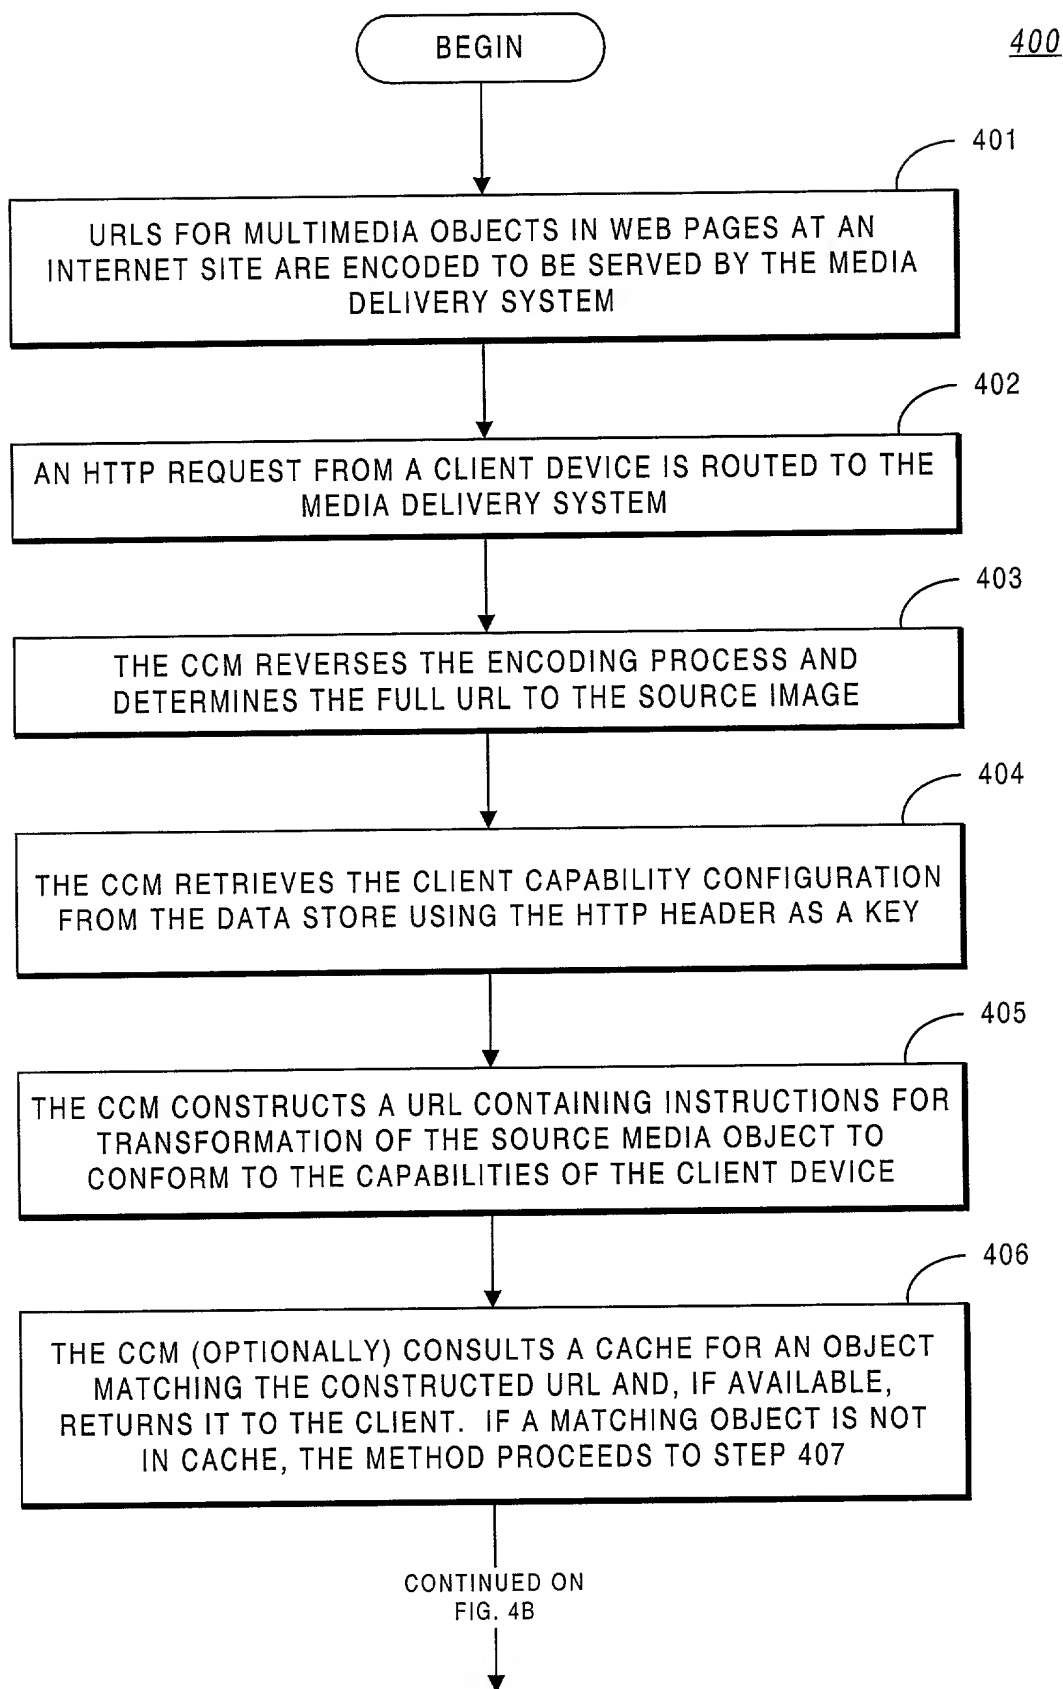 BEGIN
400
401
URLS FOR MULTIMEDIA OBJECTS IN WEB PAGES AT AN
INTERNET SITE ARE ENCODED TO BE SERVED BY THE MEDIA
DELIVERY SYSTEM
402
AN HTTP REQUEST FROM A CLIENT DEVICE IS ROUTED TO THE
MEDIA DELIVERY SYSTEM
403
THE CCM REVERSES THE ENCODING PROCESS AND
DETERMINES THE FULL URL TO THE SOURCE IMAGE
404
THE CCM RETRIEVES THE CLIENT CAPABILITY CONFIGURATION
FROM THE DATA STORE USING THE HTTP HEADER AS A KEY
405
THE CCM CONSTRUCTS A URL CONTAINING INSTRUCTIONS FOR
TRANSFORMATION OF THE SOURCE MEDIA OBJECT TO
CONFORM TO THE CAPABILITIES OF THE CLIENT DEVICE
406
THE CCM (OPTIONALLY) CONSULTS A CACHE FOR AN OBJECT
MATCHING THE CONSTRUCTED URL AND, IF AVAILABLE,
RETURNS IT TO THE CLIENT. IF A MATCHING OBJECT IS NOT
IN CACHE, THE METHOD PROCEEDS TO STEP 407
CONTINUED ON
FIG. 4B